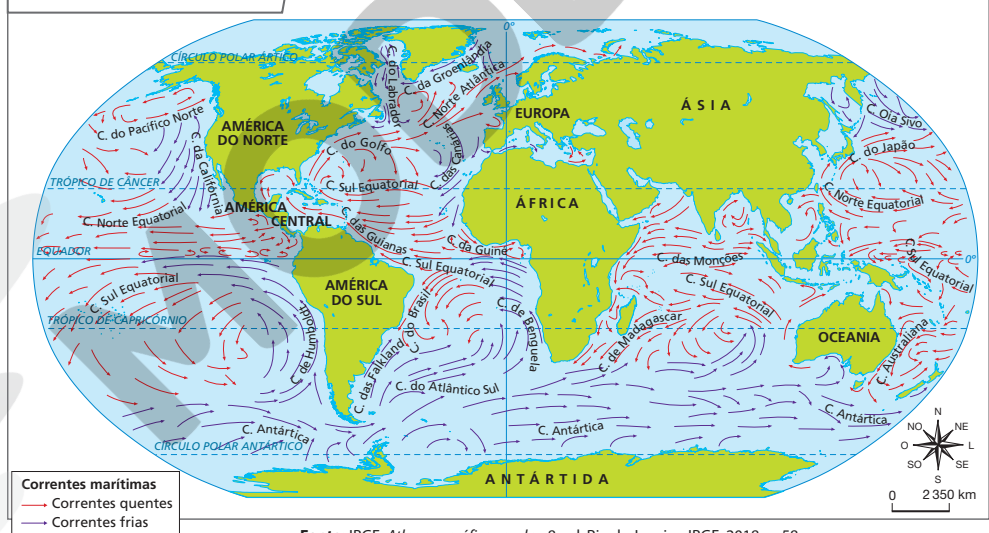 0°
CÍRCULO POLAR ÁRTICO
C. do Labrador
C. da Groenlândia
C. Norte Atlântica
ÁSIA
EUROPA
C. Oia Sivo
C. do Pacífico Norte
AMÉRICA
DO NORTE
C. do Golfo
C. das Canárias
C. do Japão
C. da Califórnia
TRÓPICO DE CÂNCER
C. Sul Equatorial
ÁFRICA
C. Norte Equatorial
C. Norte Equatorial
AMÉRICA
CENTRAL
C. das Guianas
C. da Guiné
EQUADOR
C. Sul Equatorial
C. das Monções
0°
C. Sul Equatorial
C. Sul Equatorial
AMÉRICA
DO SUL
C. Sul Equatorial
C. do Brasil
C. de Benguela
TRÓPICO DE CAPRICÓRNIO
C. de Humboldt
C. de Madagascar
OCEANIA
C. Australiana
C. das Falkland
C. do Atlântico Sul
C. Antártica
C. Antártica
C. Antártica
CÍRCULO POLAR ANTÁRTICO
ANTÁRTIDA
N
NO NE
O L
SO SE
S
0 2 350 km
Correntes marítimas
Correntes quentes
Correntes frias